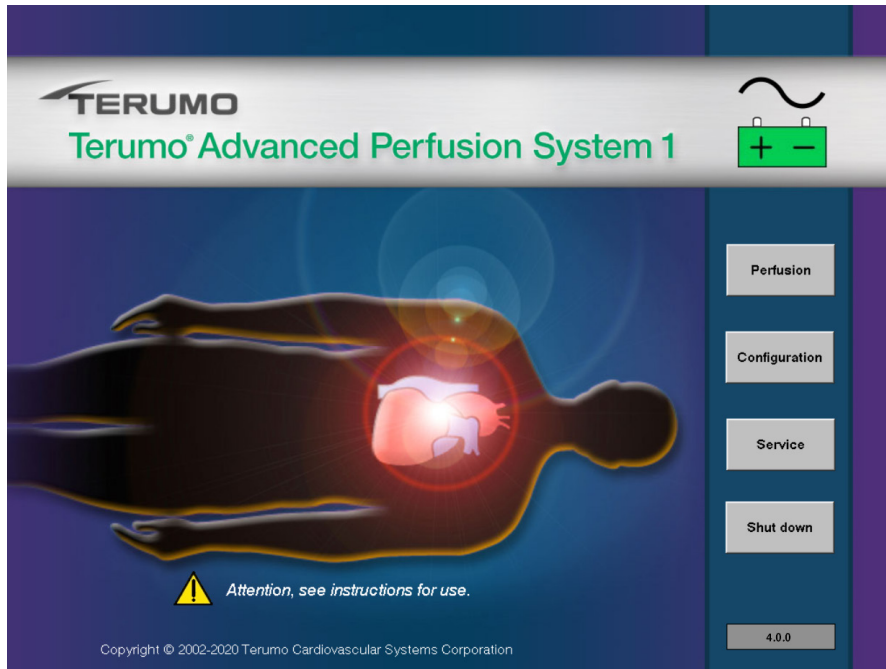 TERUMO
Terumo® Advanced Perfusion System 1
+ −
Perfusion
Configuration
Service
Shut down
Attention, see instructions for use.
4.0.0
Copyright © 2002-2020 Terumo Cardiovascular Systems Corporation